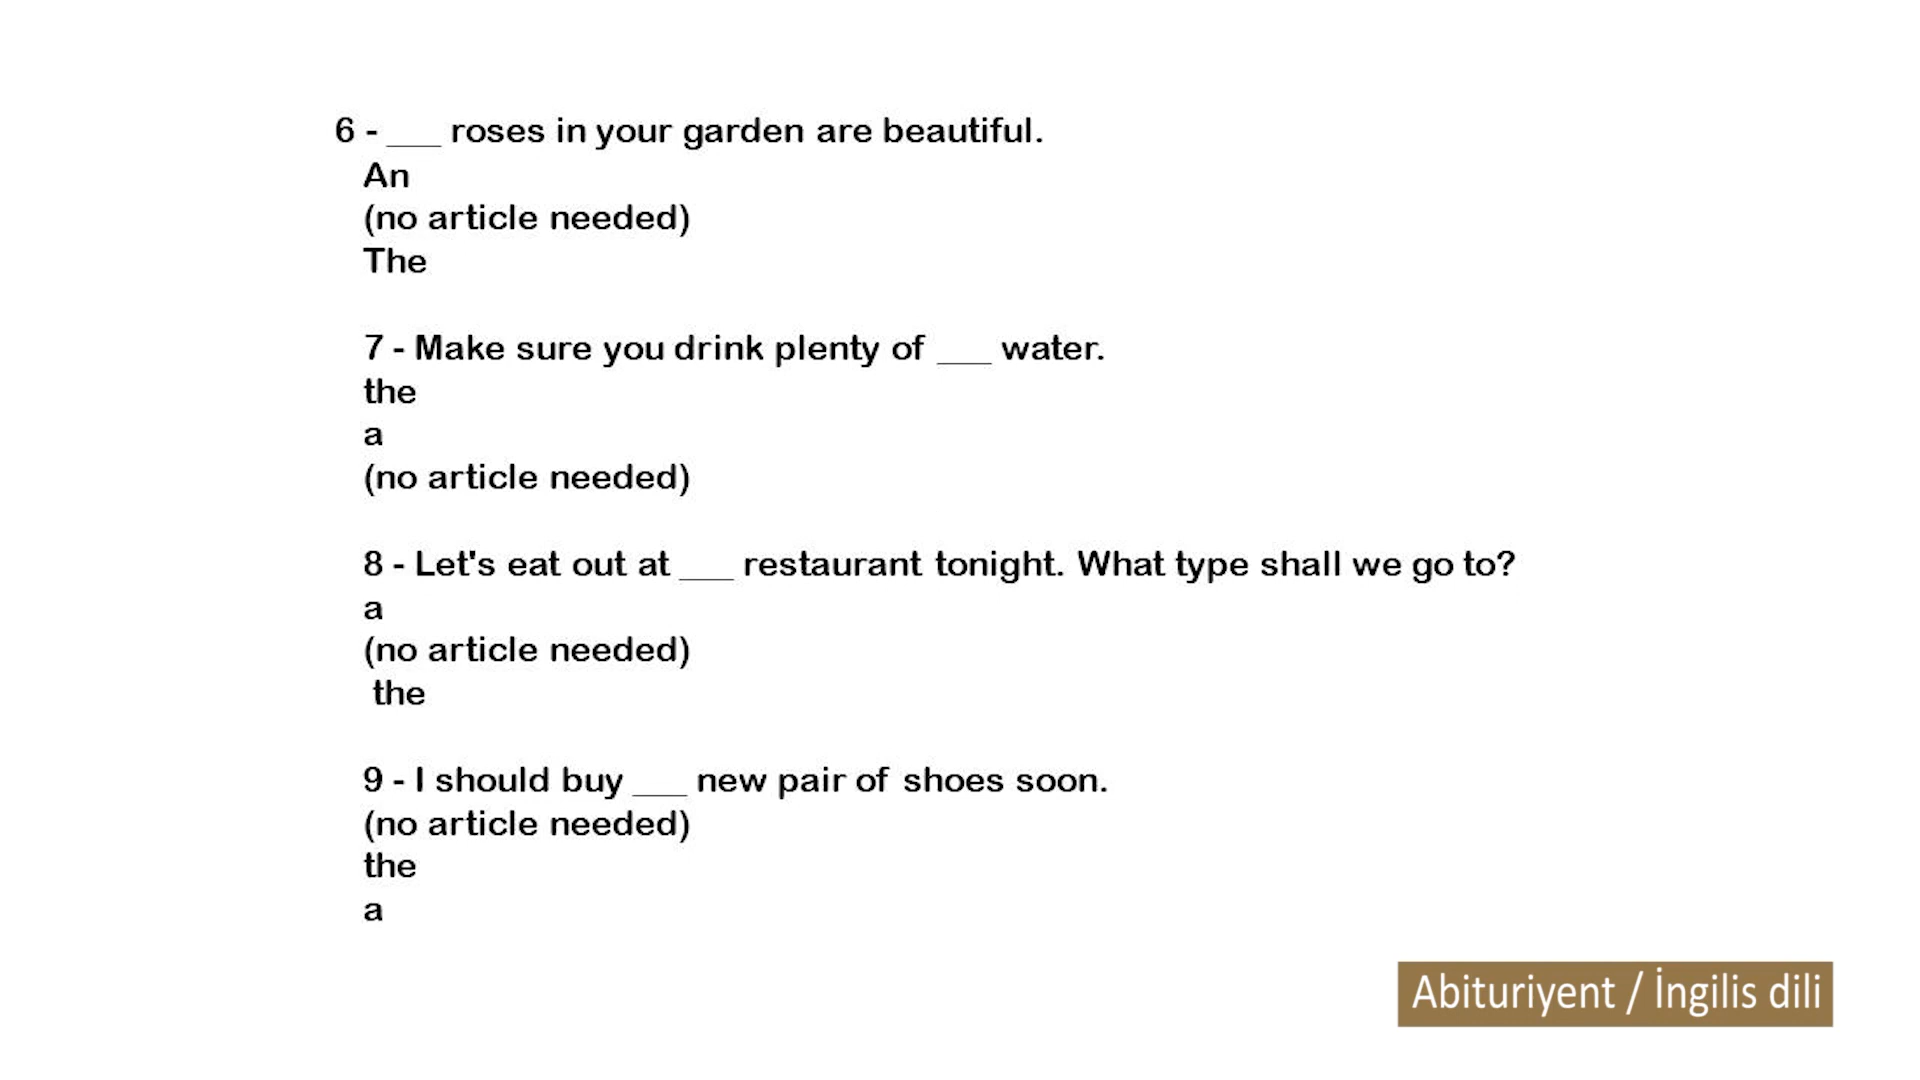 6 - ___ roses in your garden are beautiful.
An
(no article needed)
The
7 - Make sure you drink plenty of ___ water.
the
a
(no article needed)
8 - Let's eat out at ___ restaurant tonight. What type shall we go to?
a
(no article needed)
the
9 - I should buy ___ new pair of shoes soon.
(no article needed)
the
a
Abituriyent / İngilis dili